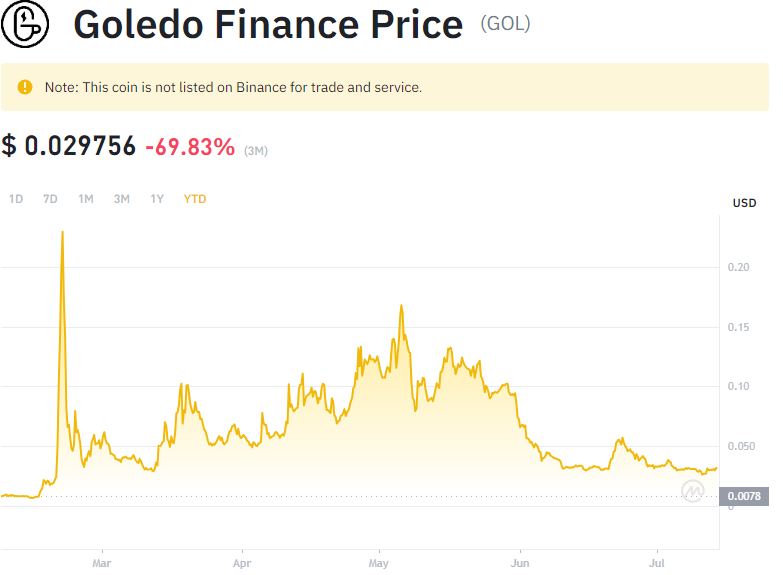 Goledo Finance Price (GOL)
Note: This coin is not listed on Binance for trade and service.
$ 0.029756 -69.83% (3M)
1D 7D 1M 3M 1Y YTD
USD
0.20
0.15
0.10
0.050
0.0078
0
Mar Apr May Jun Jul